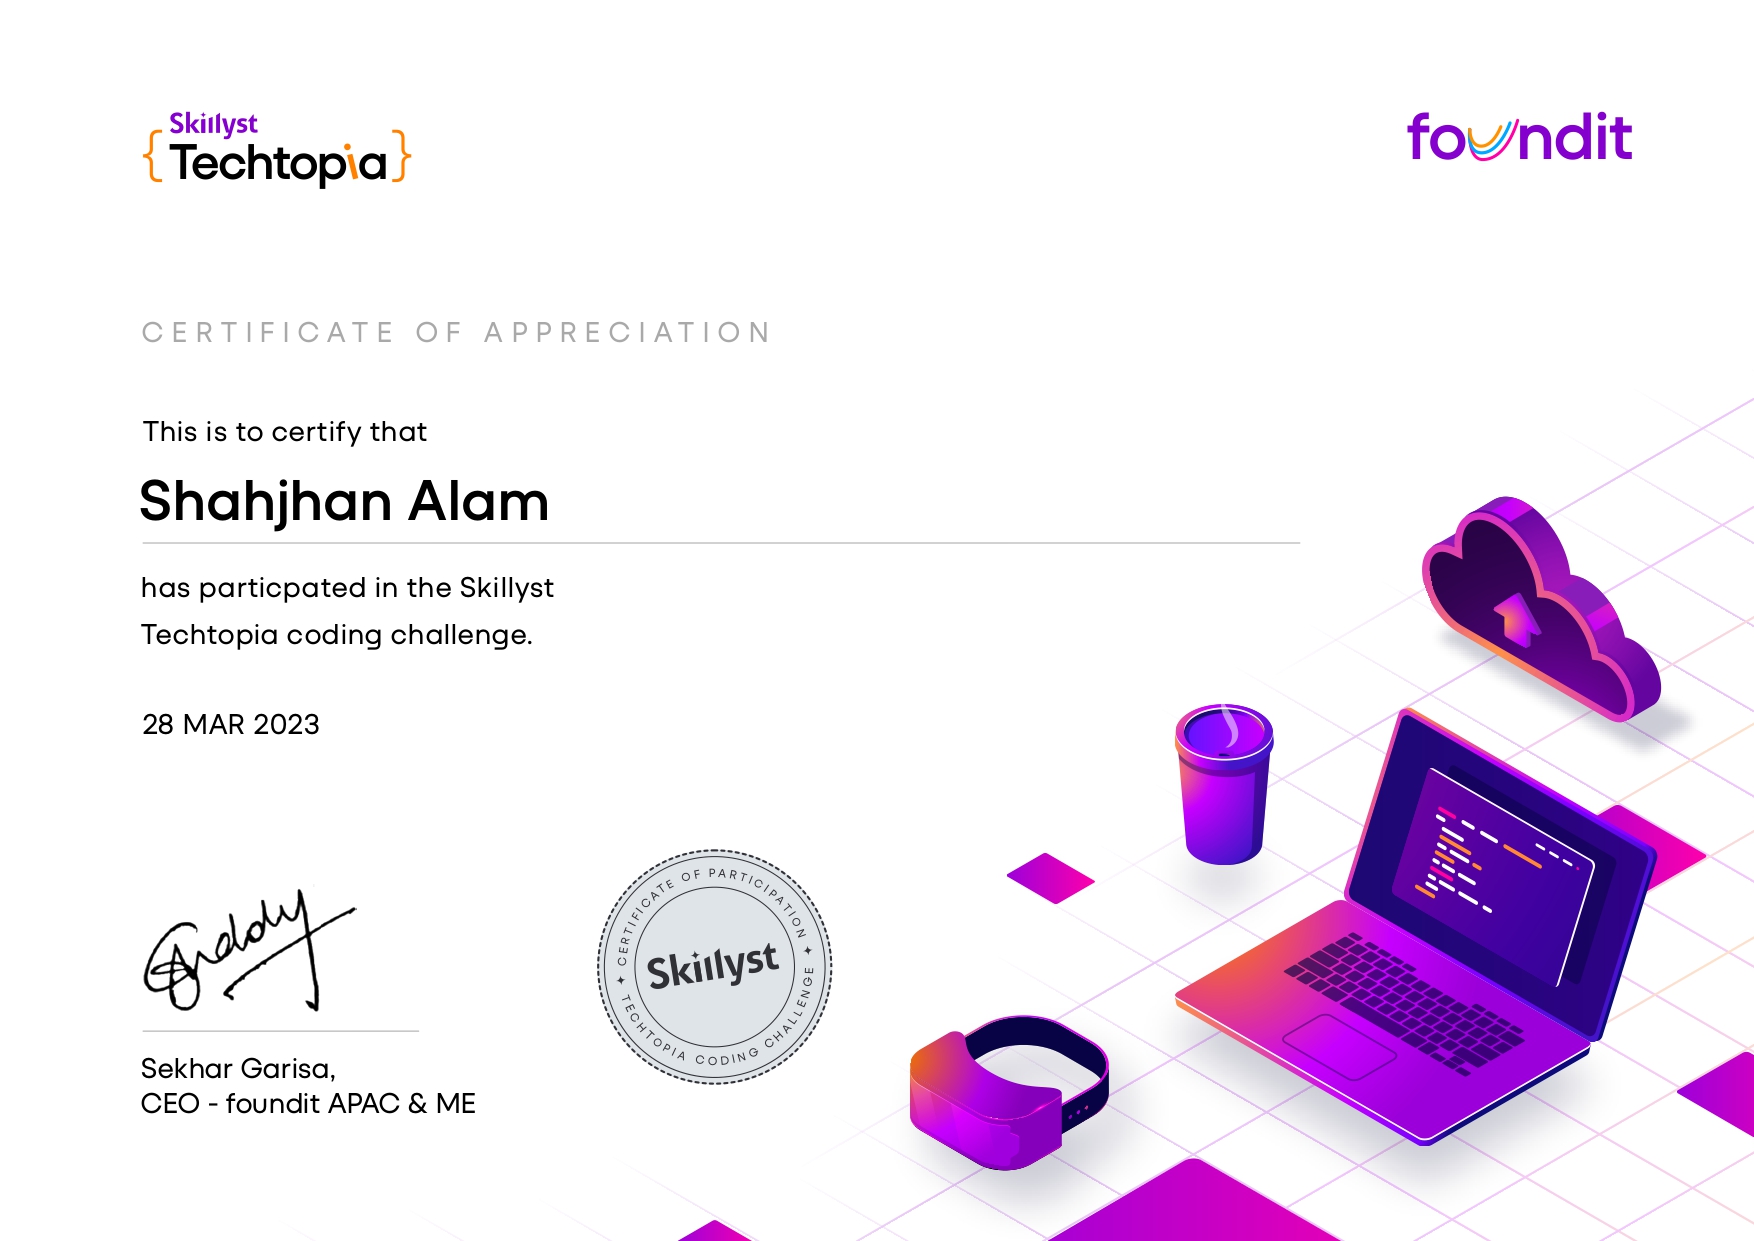 Skillyst
{Techtopia}
foundit
CERTIFICATE OF APPRECIATION
This is to certify that
Shahjhan Alam
has particpated in the Skillyst
Techtopia coding challenge.
28 MAR 2023
CERTIFICATE OF PARTICIPATION
Skillyst
TECHTOPIA CODING CHALLENGE
Sekhar Garisa,
CEO - foundit APAC & ME